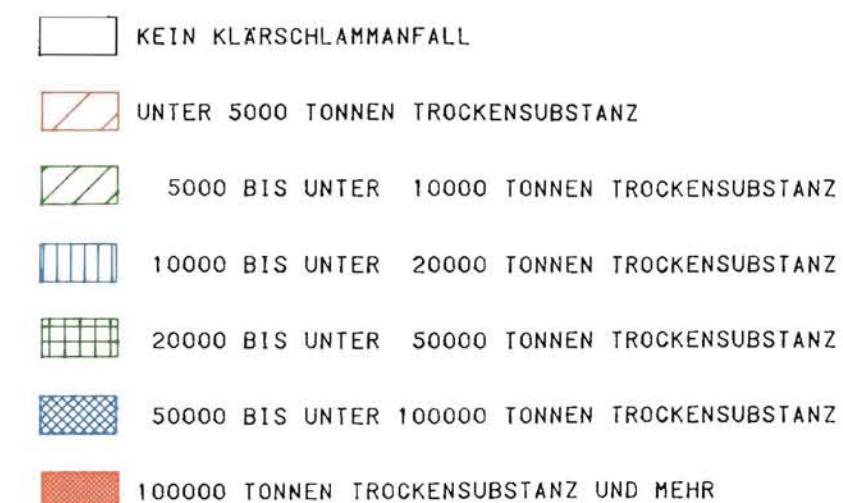 KEIN KLÄRSCHLAMMANFALL
UNTER 5000 TONNEN TROCKENSUBSTANZ
5000 BIS UNTER 10000 TONNEN TROCKENSUBSTANZ
10000 BIS UNTER 20000 TONNEN TROCKENSUBSTANZ
20000 BIS UNTER 50000 TONNEN TROCKENSUBSTANZ
50000 BIS UNTER 100000 TONNEN TROCKENSUBSTANZ
100000 TONNEN TROCKENSUBSTANZ UND MEHR